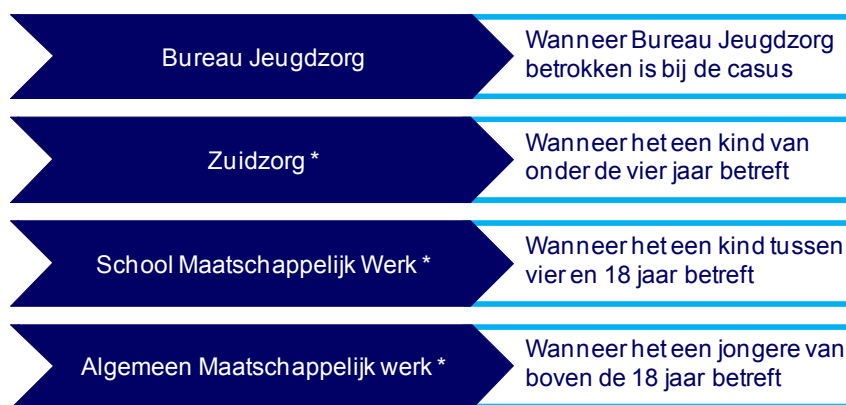 Bureau Jeugdzorg
Wanneer Bureau Jeugdzorg
betrokken is bij de casus
Zuidzorg *
Wanneer het een kind van
onder de vier jaar betreft
School Maatschappelijk Werk *
Wanneer het een kind tussen
vier en 18 jaar betreft
Algemeen Maatschappelijk werk *
Wanneer het een jongere van
boven de 18 jaar betreft